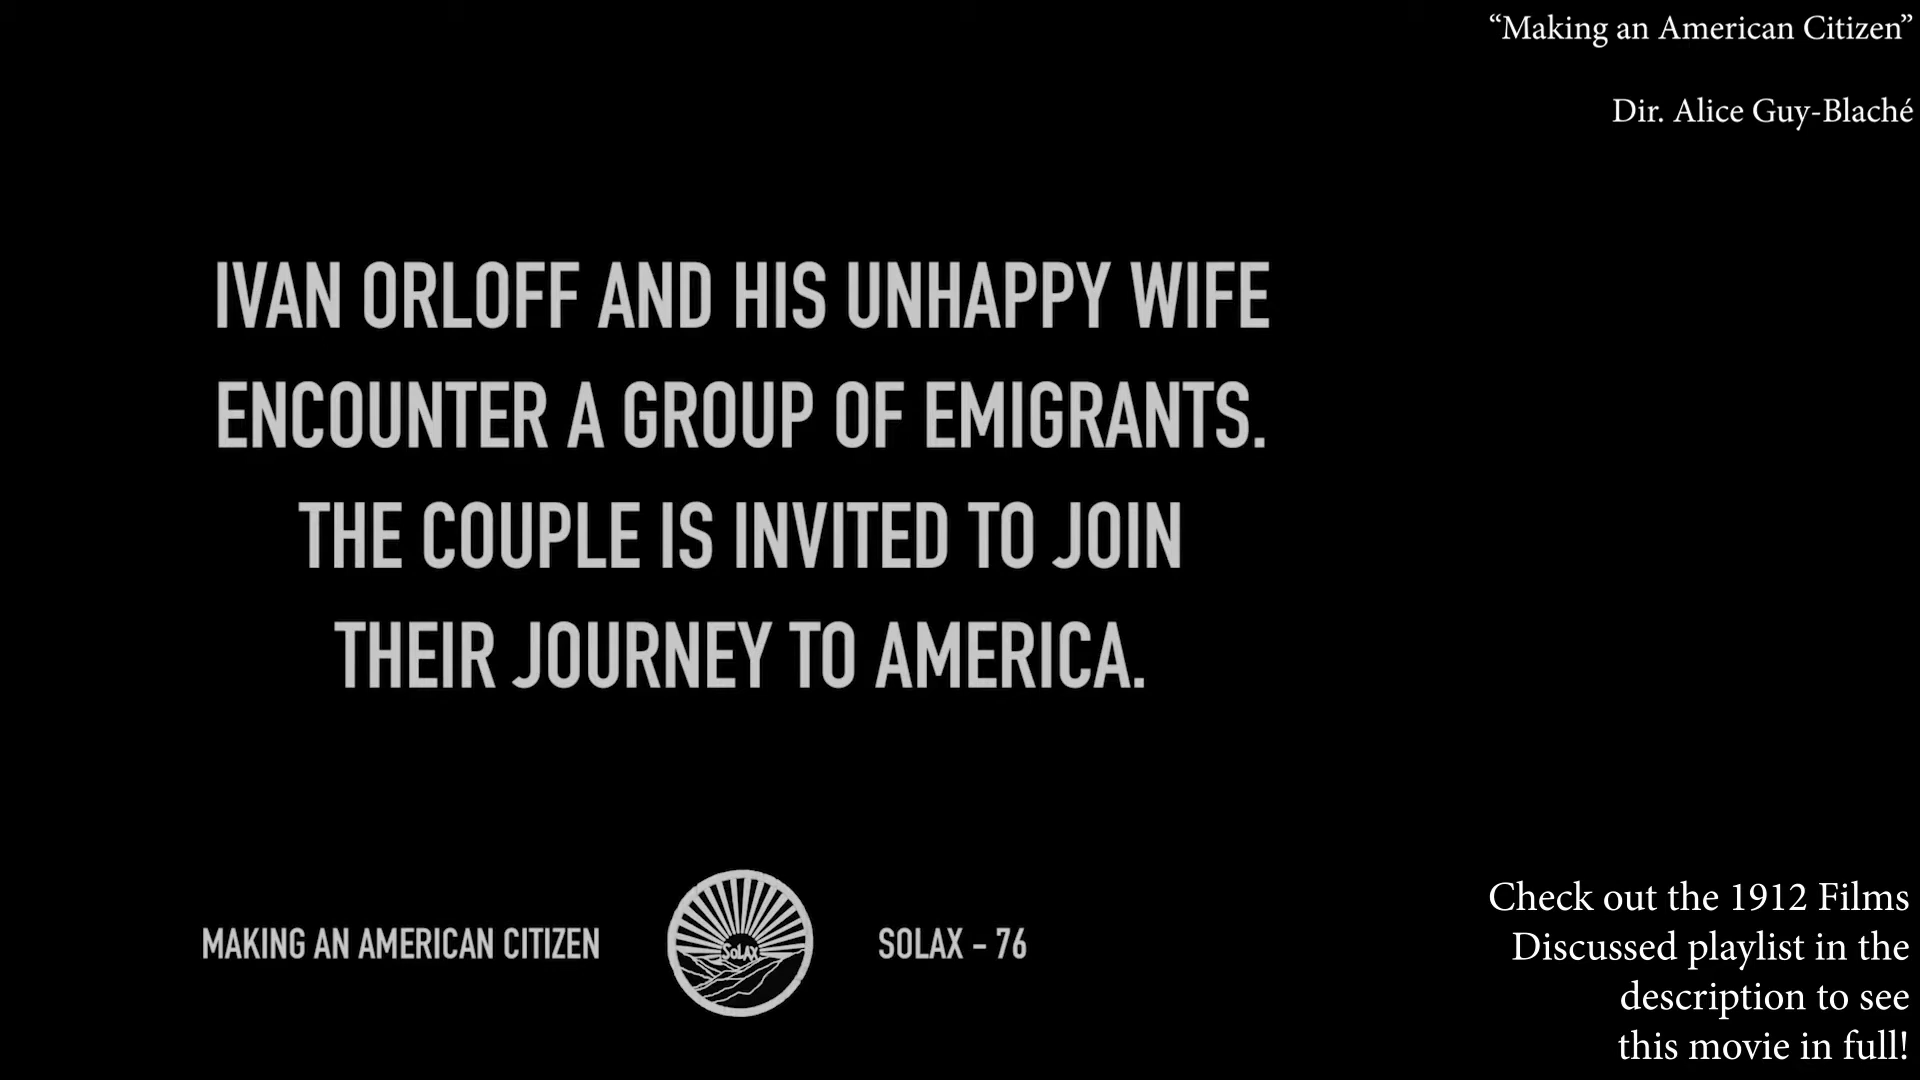 “Making an American Citizen”
Dir. Alice Guy-Blaché
IVAN ORLOFF AND HIS UNHAPPY WIFE
ENCOUNTER A GROUP OF EMIGRANTS.
THE COUPLE IS INVITED TO JOIN
THEIR JOURNEY TO AMERICA.
MAKING AN AMERICAN CITIZEN
SOLAX
SOLAX – 76
Check out the 1912 Films
Discussed playlist in the
description to see
this movie in full!